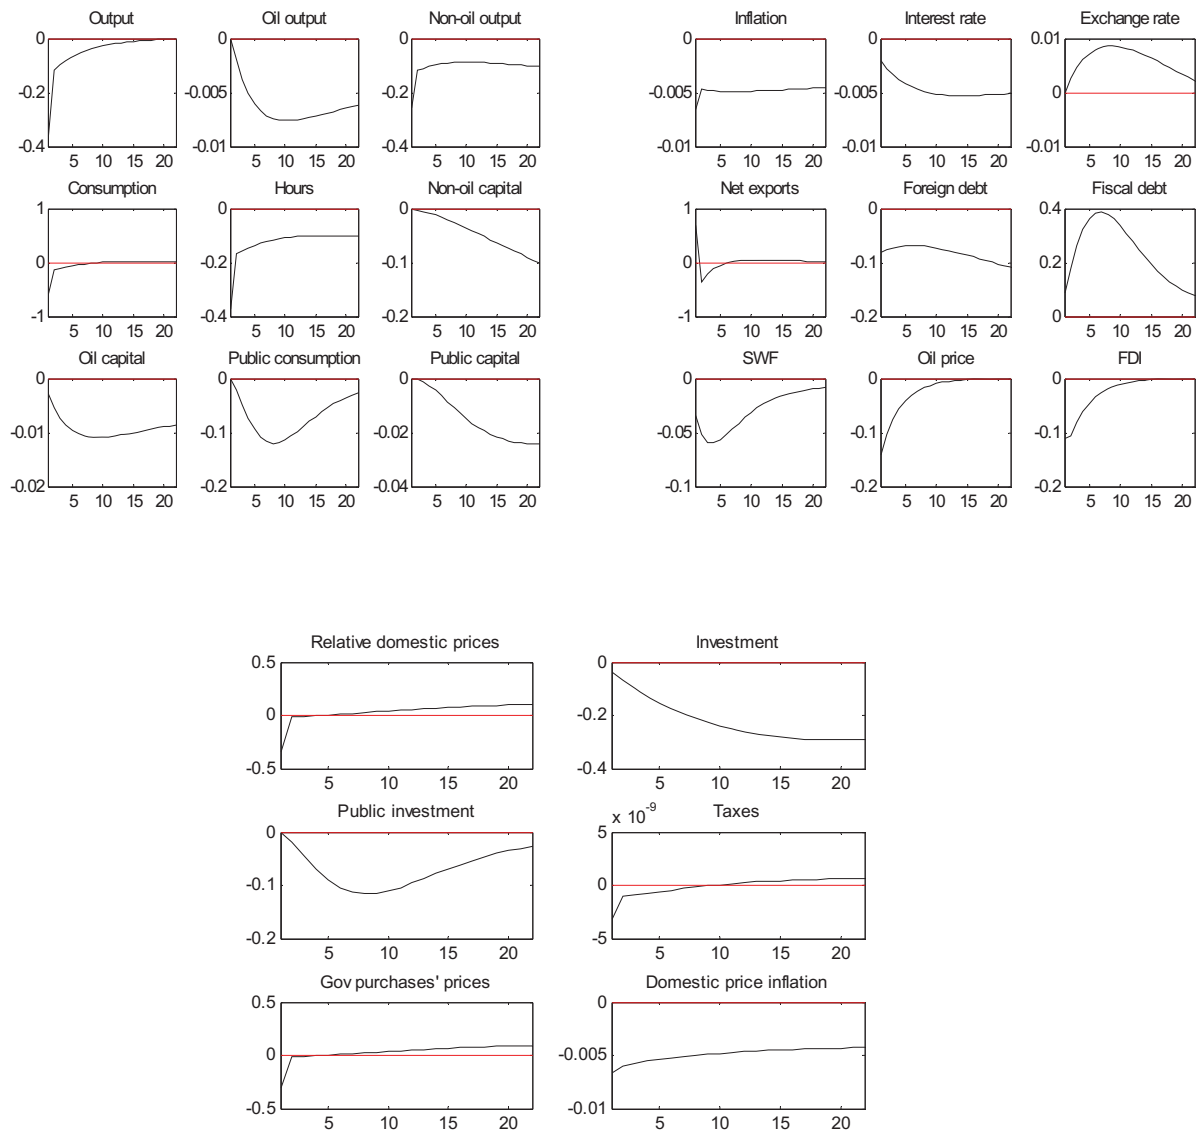 Output
0
-0.2
-0.4
5 10 15 20
Oil output
0
-0.005
-0.01
5 10 15 20
Non-oil output
0
-0.2
-0.4
5 10 15 20
Inflation
0
-0.005
-0.01
5 10 15 20
Interest rate
0
-0.005
-0.01
5 10 15 20
Exchange rate
0.01
0
-0.01
5 10 15 20
Consumption
1
0
-1
5 10 15 20
Hours
0
-0.2
-0.4
5 10 15 20
Non-oil capital
0
-0.1
-0.2
5 10 15 20
Net exports
1
0
-1
5 10 15 20
Foreign debt
0
-0.1
-0.2
5 10 15 20
Fiscal debt
0.4
0.2
0
5 10 15 20
Oil capital
0
-0.01
-0.02
5 10 15 20
Public consumption
0
-0.1
-0.2
5 10 15 20
Public capital
0
-0.02
-0.04
5 10 15 20
SWF
0
-0.05
-0.1
5 10 15 20
Oil price
0
-0.1
-0.2
5 10 15 20
FDI
0
-0.1
-0.2
5 10 15 20
Relative domestic prices
0.5
0
-0.5
5 10 15 20
Investment
0
-0.2
-0.4
5 10 15 20
Public investment
0
-0.1
-0.2
5 10 15 20
Taxes
x 10^-9
5
0
-5
5 10 15 20
Gov purchases' prices
0.5
0
-0.5
5 10 15 20
Domestic price inflation
0
-0.005
-0.01
5 10 15 20